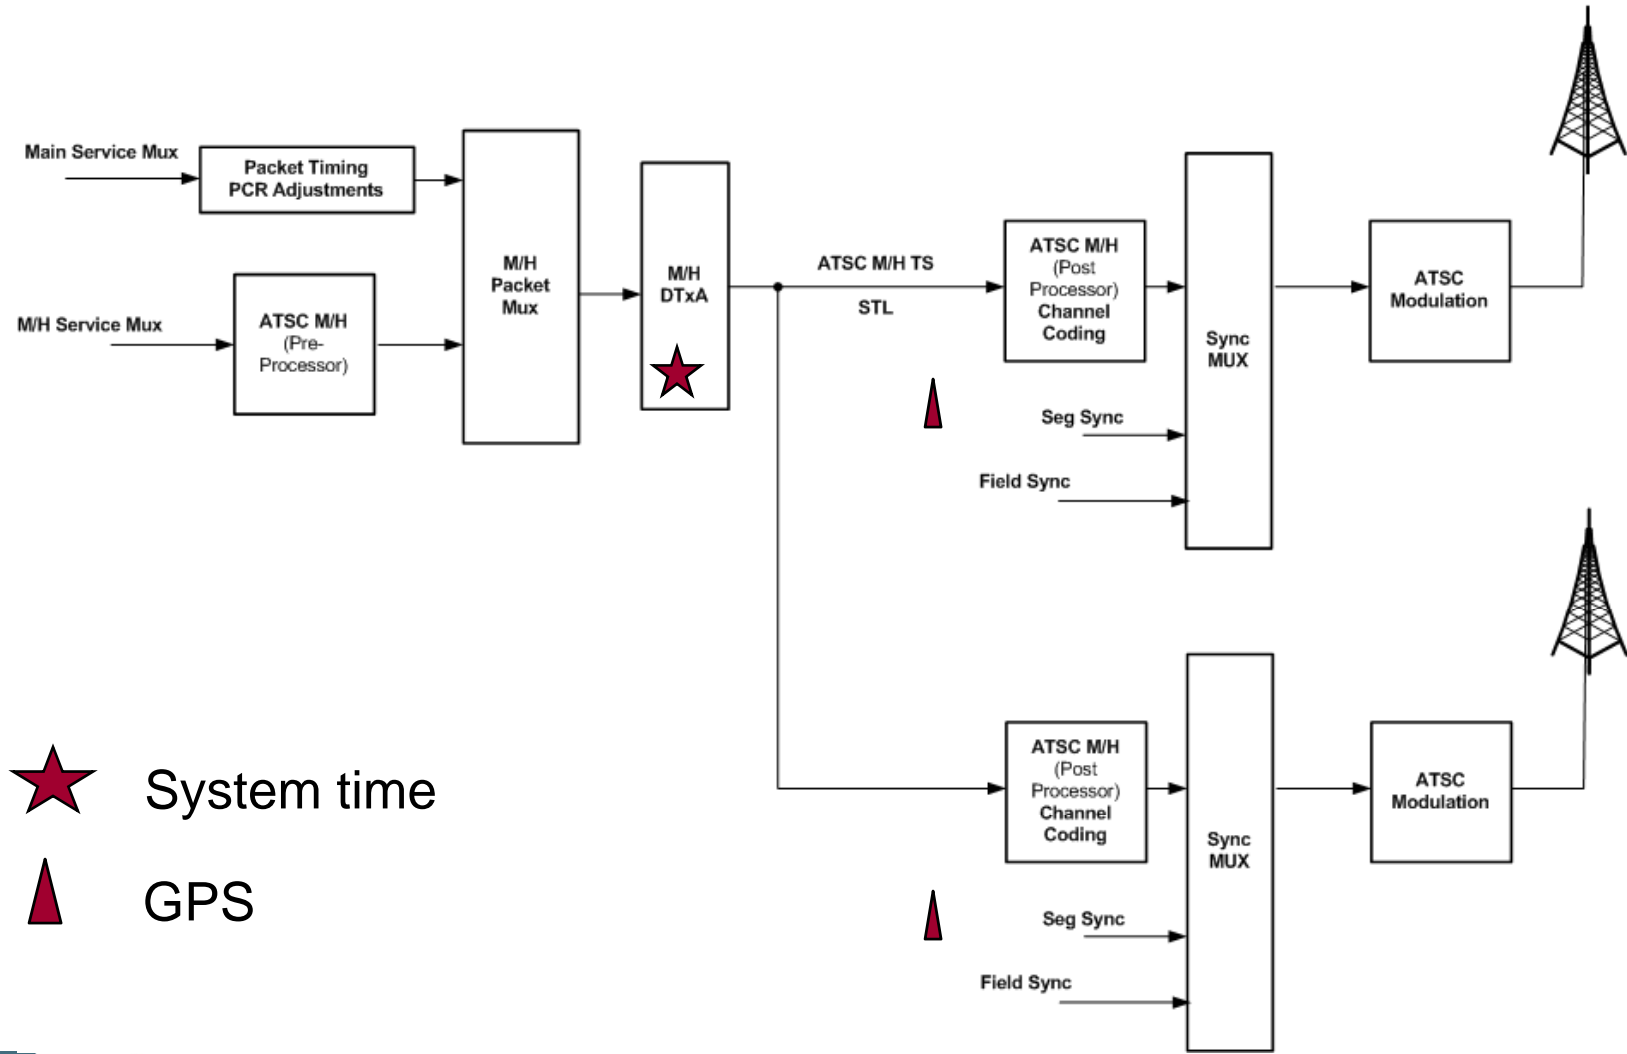 Main Service Mux
Packet Timing
PCR Adjustments
M/H Service Mux
ATSC M/H
(Pre-
Processor)
M/H
Packet
Mux
M/H
DTxA
ATSC M/H TS
STL
ATSC M/H
(Post
Processor)
Channel
Coding
Seg Sync
Field Sync
Sync
MUX
ATSC
Modulation
ATSC M/H
(Post
Processor)
Channel
Coding
Seg Sync
Field Sync
Sync
MUX
ATSC
Modulation
System time
GPS